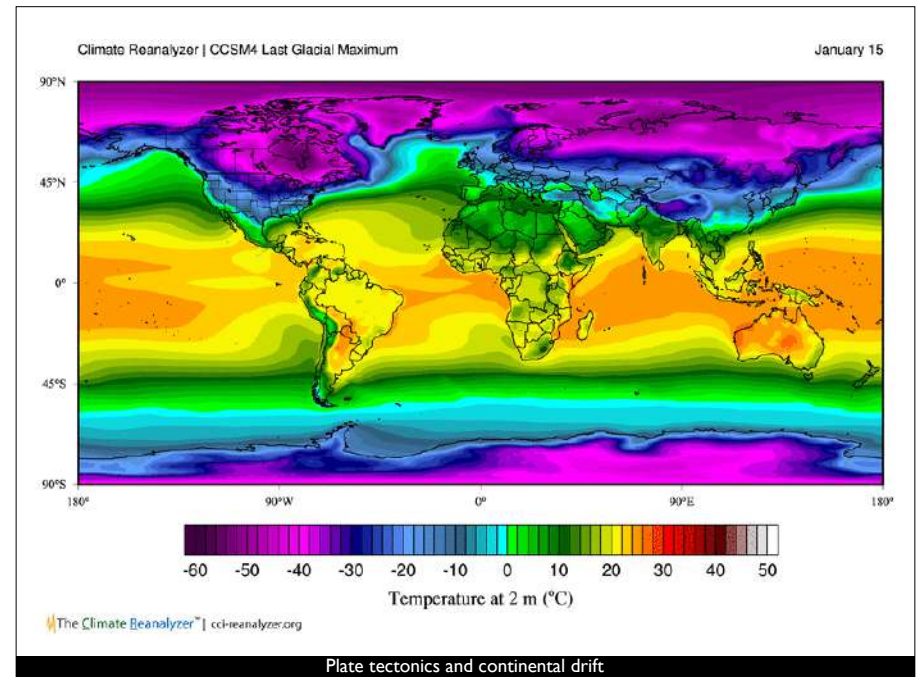 Climate Reanalyzer | CCSM4 Last Glacial Maximum January 15
90°N
45°N
0°
45°S
90°S
180° 90°W 0° 90°E 180°
-60 -50 -40 -30 -20 -10 0 10 20 30 40 50
Temperature at 2 m (°C)
The Climate Reanalyzer™ | cci-reanalyzer.org
Plate tectonics and continental drift